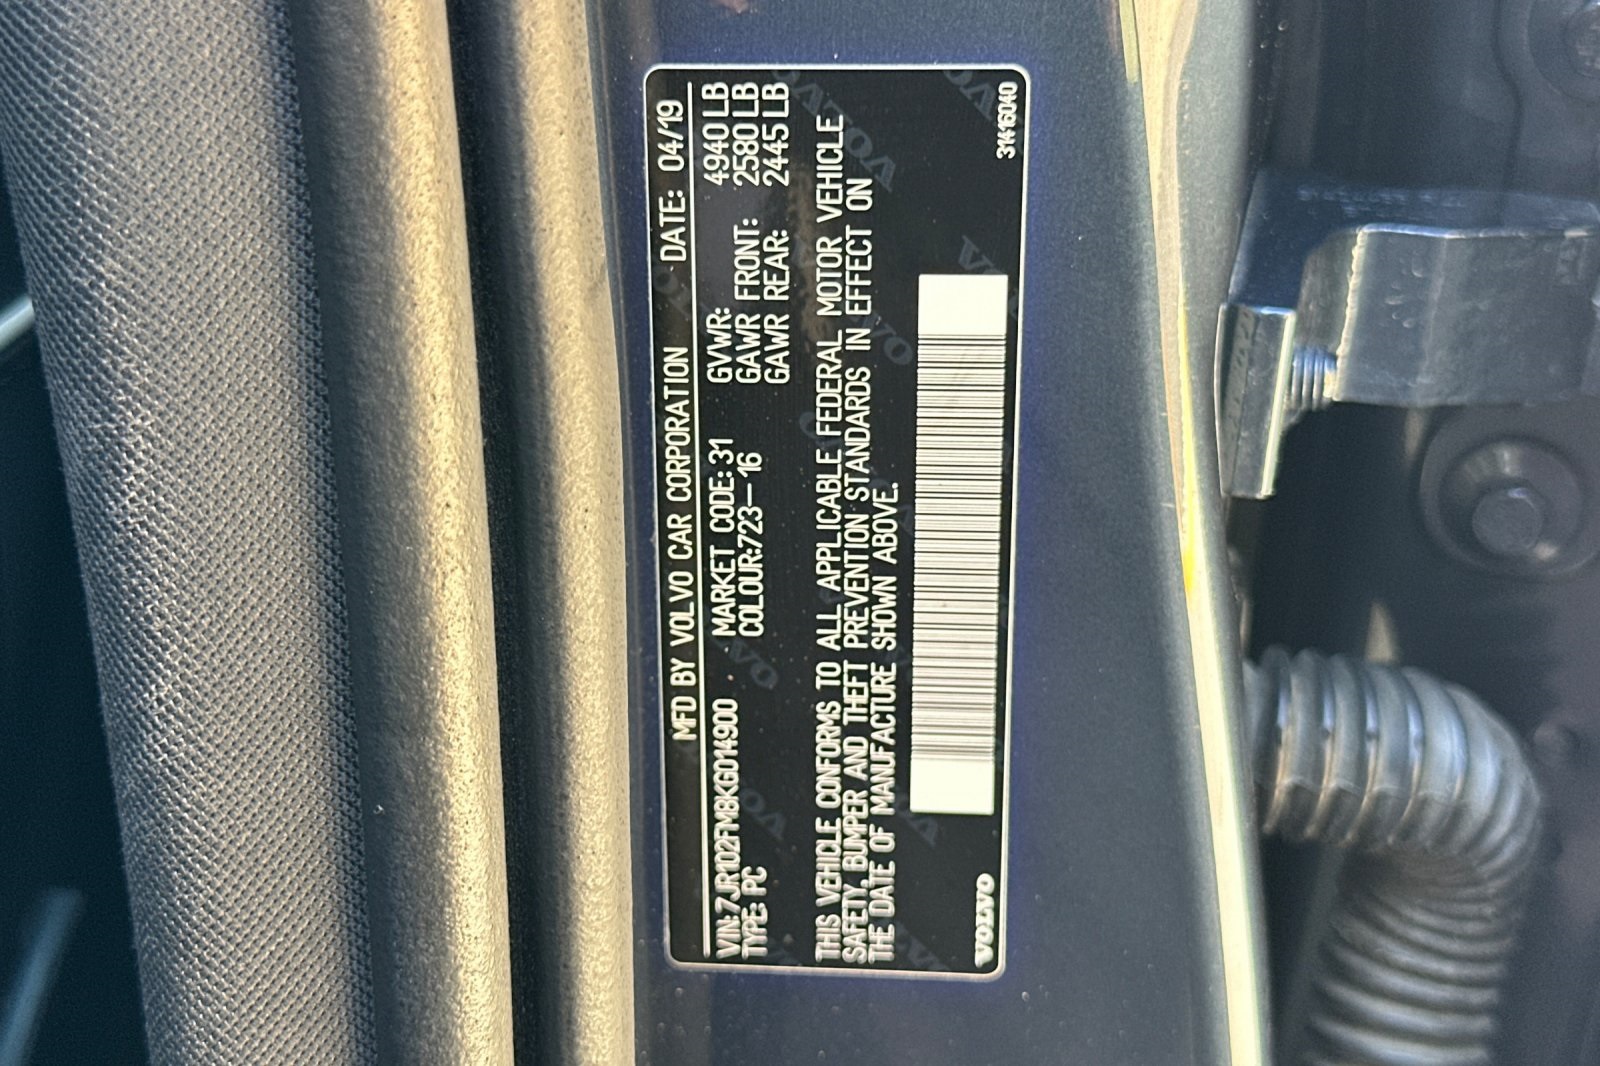 MFD BY VOLVO CAR CORPORATION DATE: 04/19
VIN: 7JR102FM8KG014900 MARKET CODE: 31 GVWR: 4940 LB
TYPE: PC COLOUR: 723-16 GAWR FRONT: 2580 LB
GAWR REAR: 2445 LB
THIS VEHICLE CONFORMS TO ALL APPLICABLE FEDERAL MOTOR VEHICLE
SAFETY, BUMPER AND THEFT PREVENTION STANDARDS IN EFFECT ON
THE DATE OF MANUFACTURE SHOWN ABOVE.
VOLVO 31416040